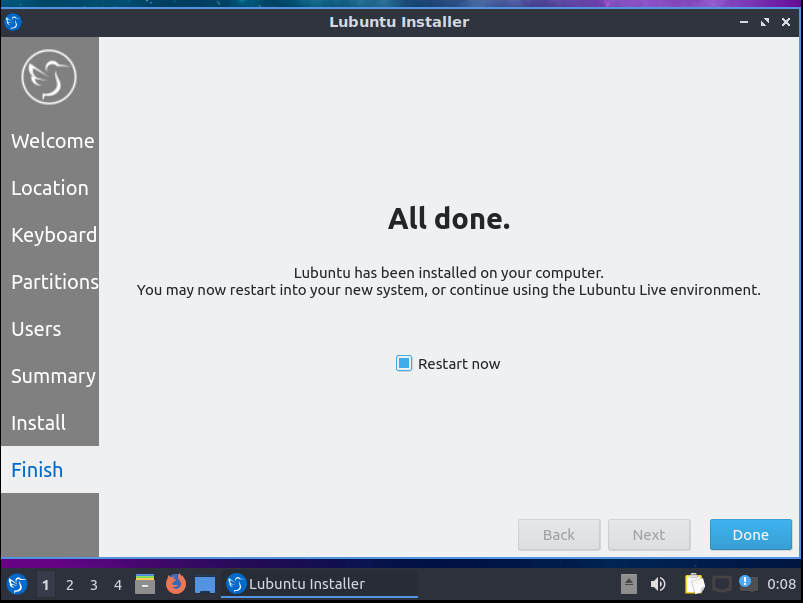 Lubuntu Installer
Welcome
Location
Keyboard
Partitions
Users
Summary
Install
Finish
All done.
Lubuntu has been installed on your computer.
You may now restart into your new system, or continue using the Lubuntu Live environment.
Restart now
Back Next Done
1 2 3 4 Lubuntu Installer 0:08